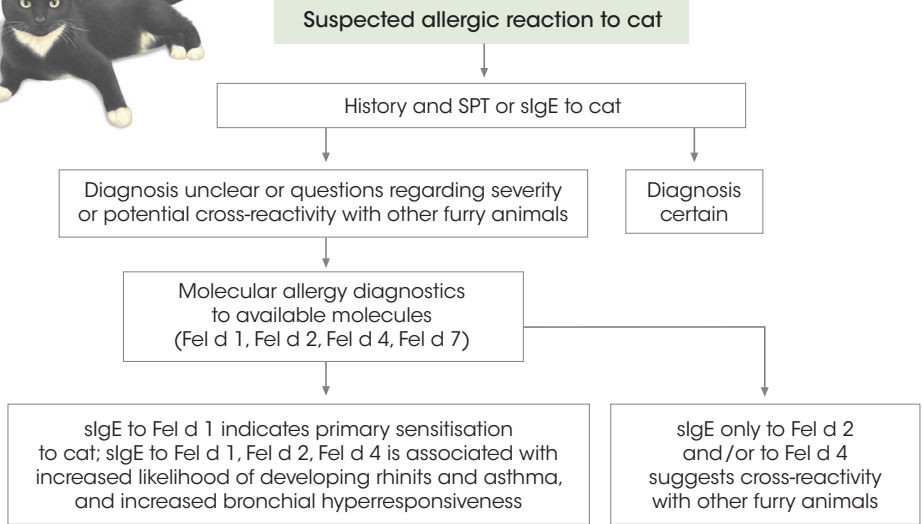 Suspected allergic reaction to cat
History and SPT or sIgE to cat
Diagnosis unclear or questions regarding severity
or potential cross-reactivity with other furry animals
Diagnosis
certain
Molecular allergy diagnostics
to available molecules
(Fel d 1, Fel d 2, Fel d 4, Fel d 7)
sIgE to Fel d 1 indicates primary sensitisation
to cat; sIgE to Fel d 1, Fel d 2, Fel d 4 is associated with
increased likelihood of developing rhinits and asthma,
and increased bronchial hyperresponsiveness
sIgE only to Fel d 2
and/or to Fel d 4
suggests cross-reactivity
with other furry animals